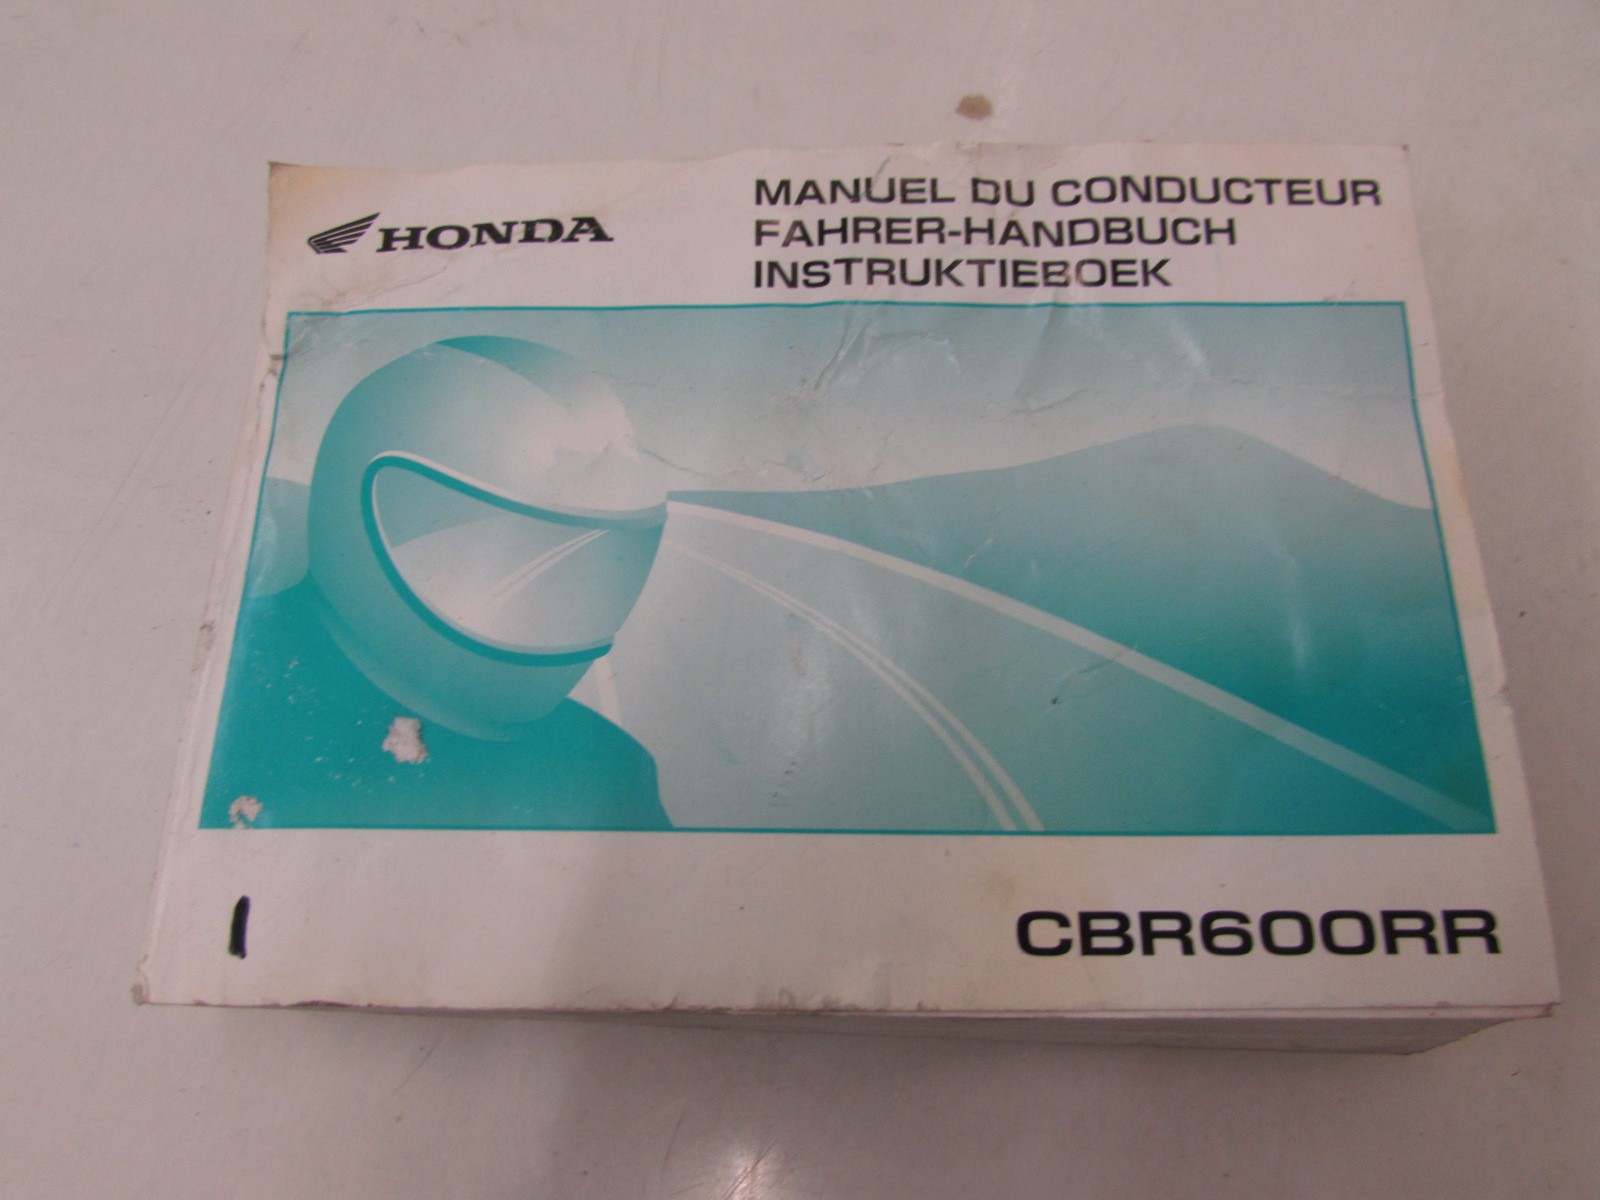 HONDA
MANUEL DU CONDUCTEUR
FAHRER-HANDBUCH
INSTRUKTIEBOEK
CBR600RR